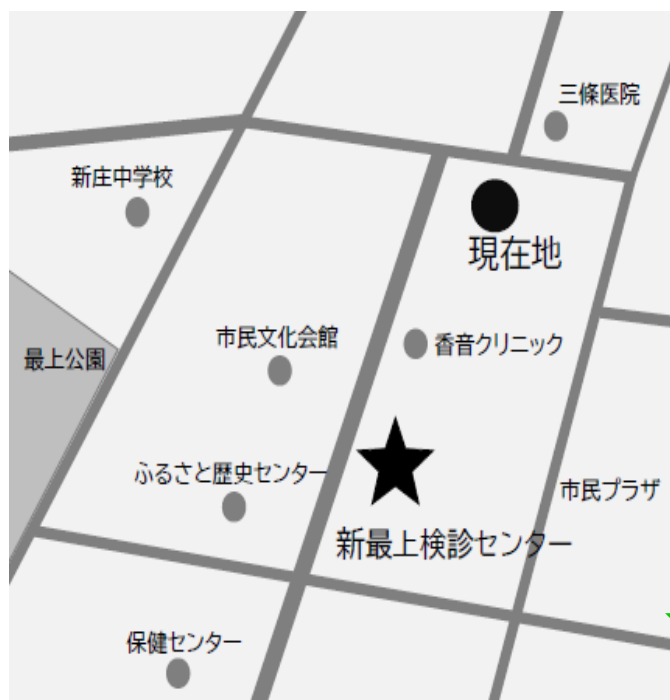 三條医院
新庄中学校
現在地
市民文化会館
香音クリニック
最上公園
ふるさと歴史センター
市民プラザ
新最上検診センター
保健センター